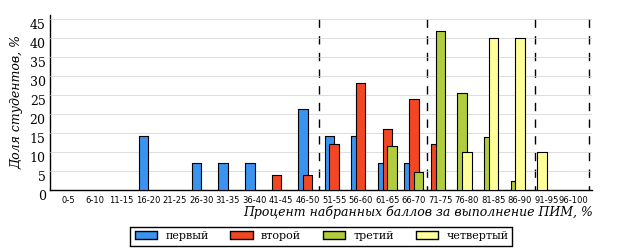 Доля студентов, %
45
40
35
30
25
20
15
10
5
0
0-5 6-10 11-15 16-20 21-25 26-30 31-35 36-40 41-45 46-50 51-55 56-60 61-65 66-70 71-75 76-80 81-85 86-90 91-95 96-100
Процент набранных баллов за выполнение ПИМ, %
первый второй третий четвертый